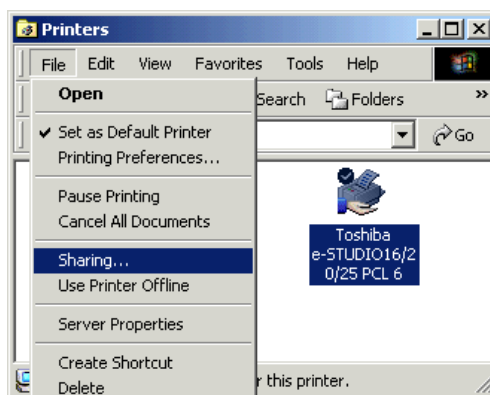 Printers
File Edit View Favorites Tools Help
Open
Search Folders »
Set as Default Printer
Go
Printing Preferences...
Pause Printing
Cancel All Documents
Toshiba
e-STUDIO16/2
0/25 PCL 6
Sharing...
Use Printer Offline
Server Properties
Create Shortcut
Delete
this printer.